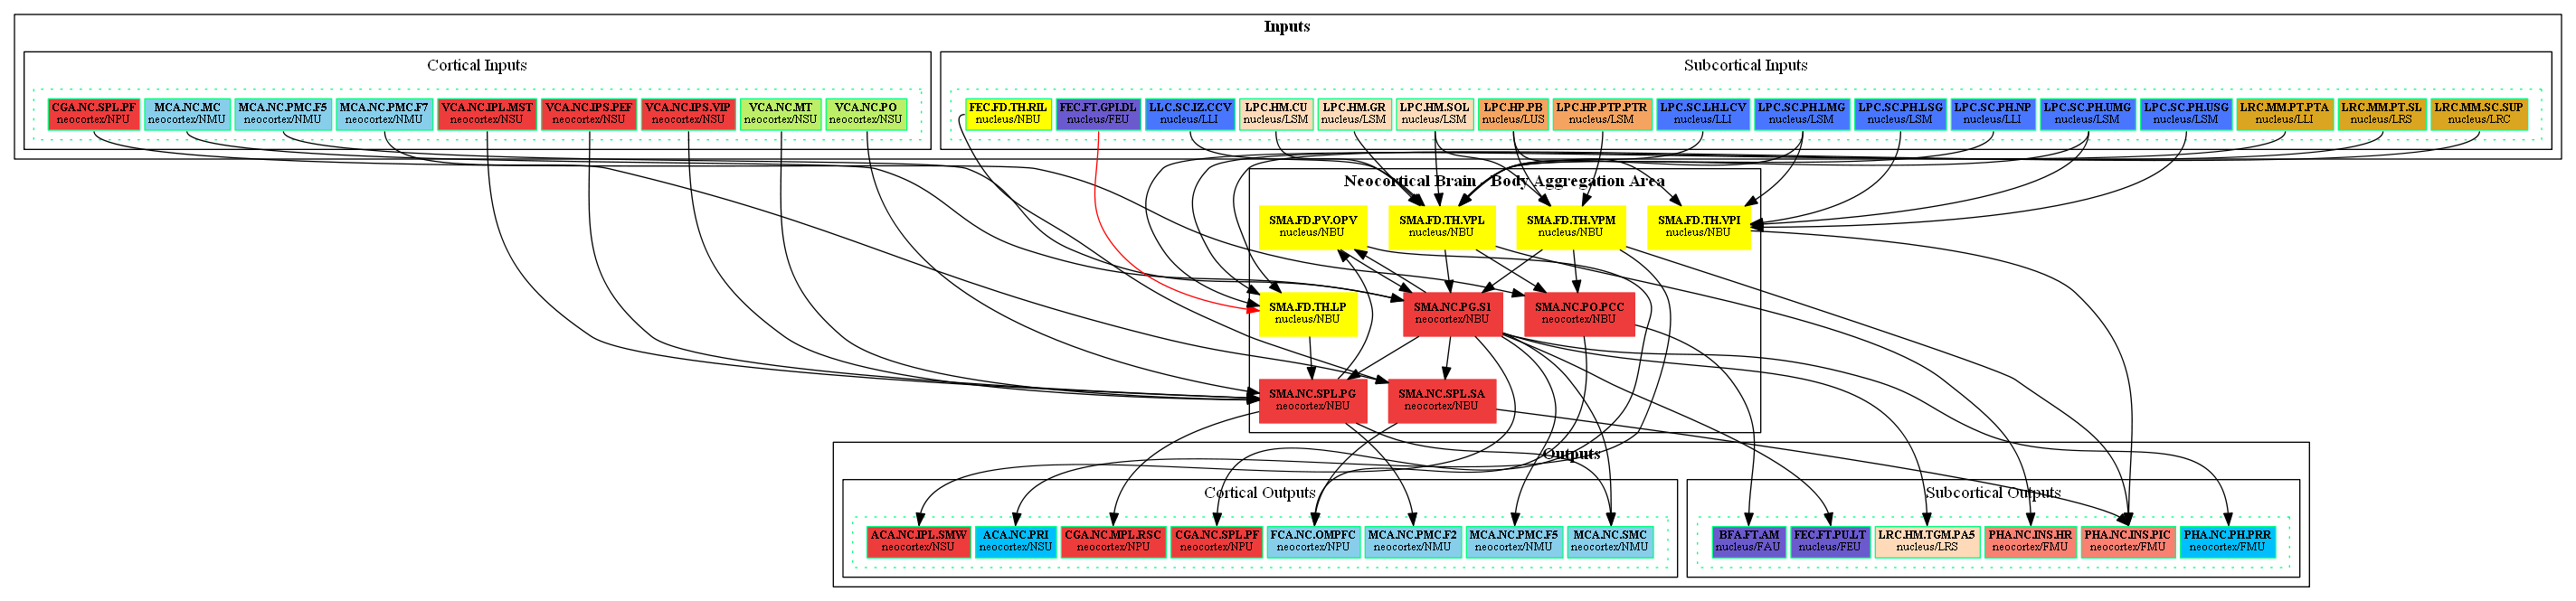 Inputs
Cortical Inputs
Subcortical Inputs
CGA.NC.SPL.PF
neocortex/NPU
MCA.NC.MC
neocortex/NMU
MCA.NC.PMC.F5
neocortex/NMU
MCA.NC.PMC.F7
neocortex/NMU
VCA.NC.IPL.MST
neocortex/NSU
VCA.NC.IPS.PEF
neocortex/NSU
VCA.NC.IPS.VIP
neocortex/NSU
VCA.NC.MT
neocortex/NSU
VCA.NC.PO
neocortex/NSU
FEC.FD.TH.RIL
nucleus/NBU
FEC.FT.GPI.DL
nucleus/FEU
LLC.SC.IZ.CCV
nucleus/LLI
LPC.HM.CU
nucleus/LSM
LPC.HM.GR
nucleus/LSM
LPC.HM.SOL
nucleus/LSM
LPC.HP.PB
nucleus/LUS
LPC.HP.PTP.PTR
nucleus/LSM
LPC.SC.LH.LCV
nucleus/LLI
LPC.SC.PH.LMG
nucleus/LSM
LPC.SC.PH.LSG
nucleus/LSM
LPC.SC.PH.NP
nucleus/LLI
LPC.SC.PH.UMG
nucleus/LSM
LPC.SC.PH.USG
nucleus/LSM
LRC.MM.PT.PTA
nucleus/LLI
LRC.MM.PT.SL
nucleus/LRS
LRC.MM.SC.SUP
nucleus/LRC
Neocortical Brain - Body Aggregation Area
SMA.FD.PV.OPV
nucleus/NBU
SMA.FD.TH.VPL
nucleus/NBU
SMA.FD.TH.VPM
nucleus/NBU
SMA.FD.TH.VPI
nucleus/NBU
SMA.FD.TH.LP
nucleus/NBU
SMA.NC.PG.S1
neocortex/NBU
SMA.NC.PO.PCC
neocortex/NBU
SMA.NC.SPL.PG
neocortex/NBU
SMA.NC.SPL.SA
neocortex/NBU
Outputs
Cortical Outputs
Subcortical Outputs
ACA.NC.IPL.SMW
neocortex/NSU
ACA.NC.PRI
neocortex/NSU
CGA.NC.MPL.RSC
neocortex/NPU
CGA.NC.SPL.PF
neocortex/NPU
FCA.NC.OMPFC
neocortex/NPU
MCA.NC.PMC.F2
neocortex/NMU
MCA.NC.PMC.F5
neocortex/NMU
MCA.NC.SMC
neocortex/NMU
BFA.FT.AM
nucleus/FAU
FEC.FT.PU.LT
nucleus/FEU
LRC.HM.TGM.PA5
nucleus/LRS
PHA.NC.INS.HR
neocortex/FMU
PHA.NC.INS.PIC
neocortex/FMU
PHA.NC.PH.PRR
neocortex/FMU